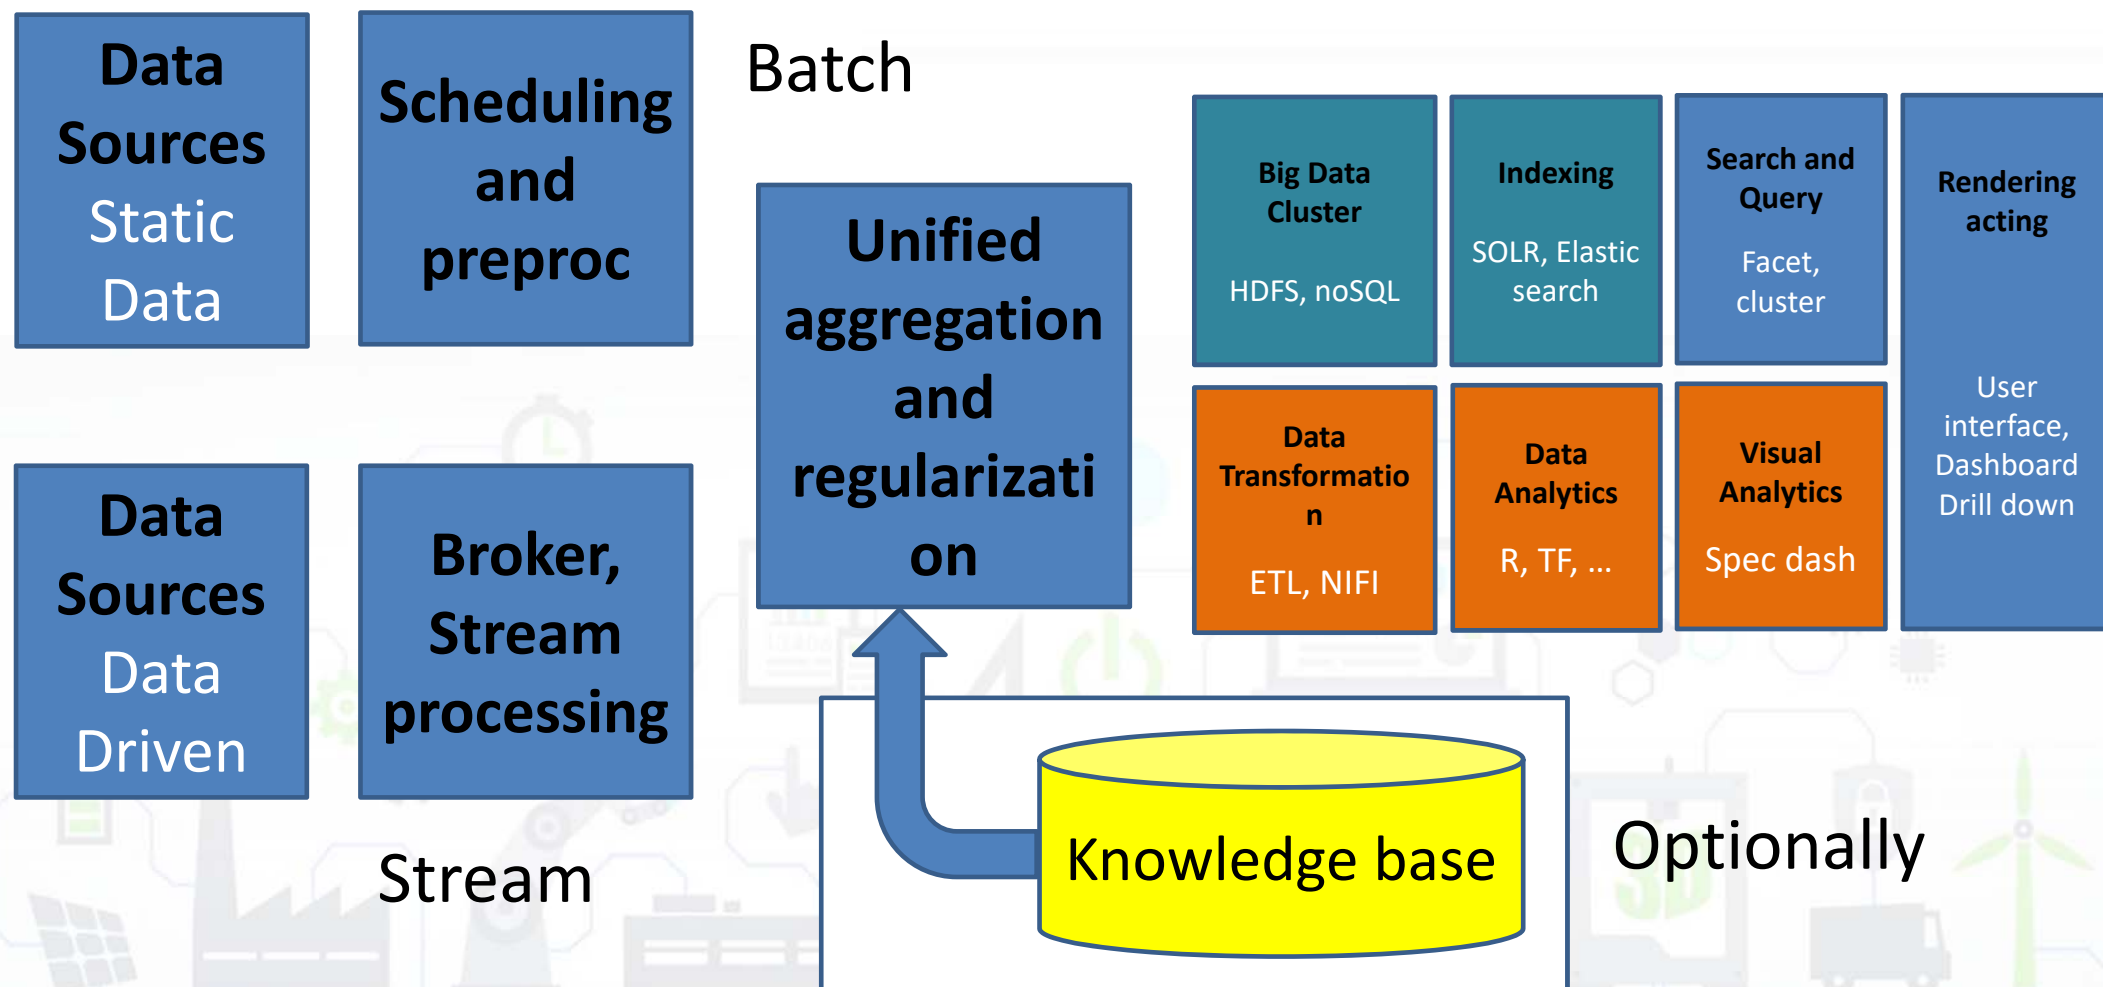 Data
Sources
Static
Data
Scheduling
and
preproc
Batch
Data
Sources
Data
Driven
Broker,
Stream
processing
Stream
Unified
aggregation
and
regularizati
on
Big Data
Cluster
HDFS, noSQL
Indexing
SOLR, Elastic
search
Search and
Query
Facet,
cluster
Rendering
acting
User
interface,
Dashboard
Drill down
Data
Transformatio
n
ETL, NIFI
Data
Analytics
R, TF, ...
Visual
Analytics
Spec dash
Knowledge base
Optionally
3D